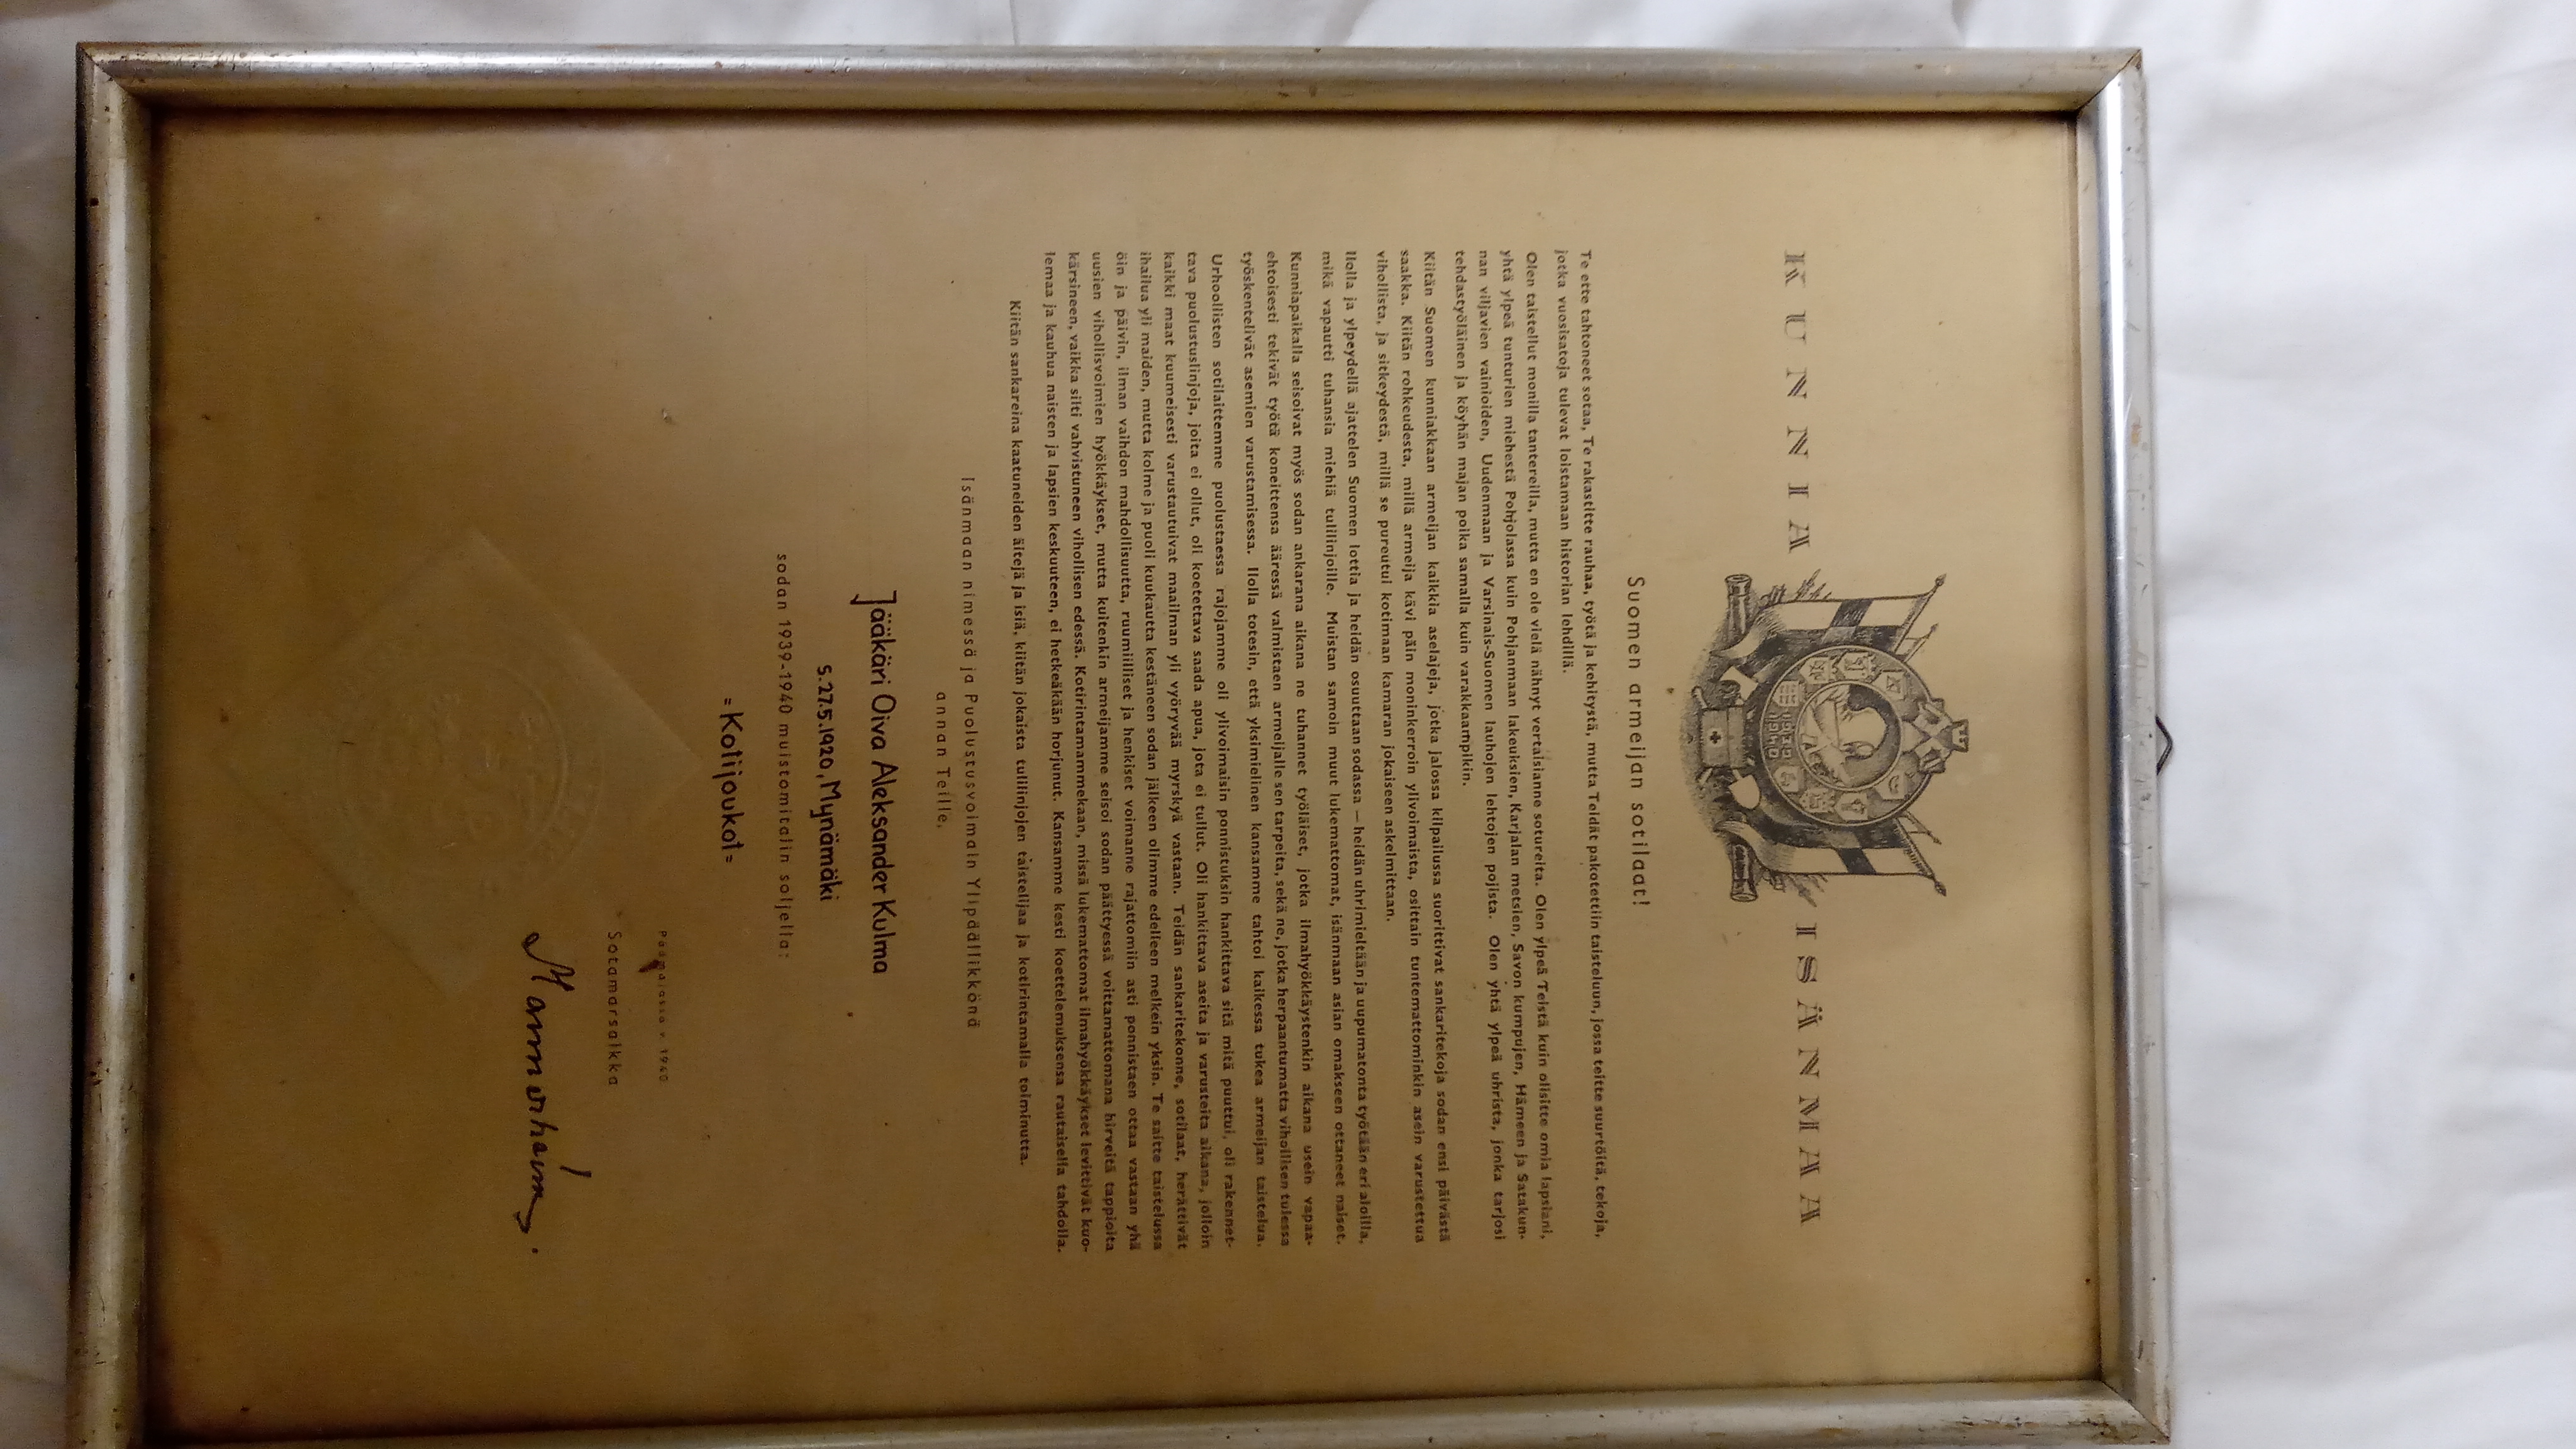 KUNNIA ISÄNMAA
1939
1940
Suomen armeijan sotilaat!
Te ette tahtoneet sotaa, Te rakastitte rauhaa, työtä ja kehitystä, mutta Teidät pakotettiin taisteluun, jossa teitte suurtöitä, tekoja,
jotka vuosisatoja tulevat loistamaan historian lehdillä.
Olen taistellut monilla tantereilla, mutta en ole vielä nähnyt vertaisianne sotureita. Olen ylpeä Teistä kuin olisitte omia lapsiani,
yhtä ylpeä tunturien miehestä Pohjolassa kuin Pohjanmaan lakeuksien, Karjalan metsien, Savon kumpujen, Hämeen ja Satakun-
nan viljavien vainioiden, Uudenmaan ja Varsinais-Suomen lauhojen lehtojen pojista. Olen yhtä ylpeä uhrista, jonka tarjosi
tehdastyöläinen ja köyhän majan poika samalla kuin varakkaampikin.
Kiitän Suomen kunniakkaan armeijan kaikkia aselajeja, jotka jalossa kilpailussa suorittivat sankaritekoja sodan ensi päivästä
saakka. Kiitän rohkeudesta, millä armeija kävi päin moninkerroin ylivoimaista, osittain tuntemattominkin asein varustettua
vihollista, ja sitkeydestä, millä se pureutui kotimaan kamaran jokaiseen askelmittaan.
Ilolla ja ylpeydellä ajattelen Suomen lottia ja heidän osuuttaan sodassa — heidän uhrimieltään ja uupumatonta työtään eri aloilla,
mikä vapautti tuhansia miehiä tulilinjoille. Muistan samoin muut lukemattomat, isänmaan asian omakseen ottaneet naiset.
Kunniapaikalla seisoivat myös sodan ankarana aikana ne tuhannet työläiset, jotka ilmahyökkäystenkin aikana usein vapaa-
ehtoisesti tekivät työtä koneittensa ääressä valmistaen armeijalle sen tarpeita, sekä ne, jotka herpaantumatta vihollisen tulessa
työskentelivät asemien varustamisessa. Ilolla totesin, että yksimielinen kansamme tahtoi kaikessa tukea armeijan taistelua.
Urhoollisten sotilaittemme puolustaessa rajojamme oli ylivoimaisin ponnistuksin hankittava sitä mitä puuttui, oli rakennet-
tava puolustuslinjoja, joita ei ollut, oli koetettava saada apua, jota ei tullut. Oli hankittava aseita ja varusteita aikana, jolloin
kaikki maat kuumeisesti varustautuivat maailman yli vyöryvää myrskyä vastaan. Teidän sankaritekonne, sotilaat, herättivät
ihailua yli maiden, mutta kolme ja puoli kuukautta kestäneen sodan jälkeen olimme edelleen melkein yksin. Te saitte taistelussa
öin ja päivin, ilman vaihdon mahdollisuutta, ruumiilliset ja henkiset voimanne rajattomiin asti ponnistaen ottaa vastaan yhä
uusien vihollisvoimien hyökkäykset, mutta kuitenkin armeijamme seisoi sodan päättyessä voittamattomana hirveitä tappioita
kärsineen, vaikka silti vahvistuneen vihollisen edessä. Kotirintamammekaan, missä lukemattomat ilmahyökkäykset levittivät kuo-
lemaa ja kauhua naisten ja lapsien keskuuteen, ei hetkeäkään horjunut. Kansamme kesti koettelemuksensa rautaisella tahdolla.
Kiitän sankareina kaatuneiden äitejä ja isiä, kiitän jokaista tulilinjojen taistelijaa ja kotirintamalla toiminutta.
Isänmaan nimessä ja Puolustusvoimain Ylipäällikkönä
annan Teille,
Jääkäri Oiva Aleksander Kulma
s. 27.5.1920, Mynämäki
sodan 1939-1940 muistomitalin soljella:
= Kotijoukot =
Päämajassa v. 1940
Sotamarsalkka
Mannerheim.